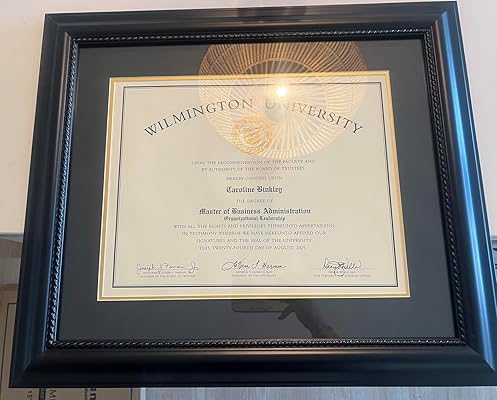 WILMINGTON UNIVERSITY
UPON THE RECOMMENDATION OF THE FACULTY AND
BY AUTHORITY OF THE BOARD OF TRUSTEES
HEREBY CONFERS UPON
Caroline Binkley
THE DEGREE OF
Master of Business Administration
Organizational Leadership
WITH ALL THE RIGHTS AND PRIVILEGES THEREUNTO APPERTAINING
IN TESTIMONY WHEREOF WE HAVE HEREUNTO AFFIXED OUR
SIGNATURES AND THE SEAL OF THE UNIVERSITY
THIS TWENTY-FOURTH DAY OF AUGUST, 2021